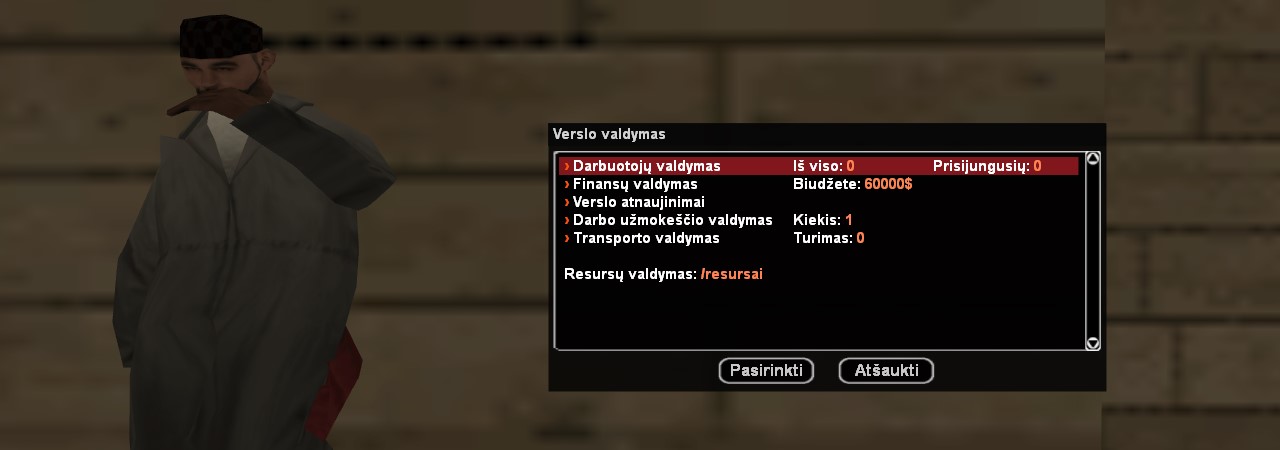 Verslo valdymas
› Darbuotojų valdymas Iš viso: 0 Prisijungusių: 0
› Finansų valdymas Biudžete: 60000$
› Verslo atnaujinimai
› Darbo užmokeščio valdymas Kiekis: 1
› Transporto valdymas Turimas: 0
Resursų valdymas: /resursai
Pasirinkti Atšaukti